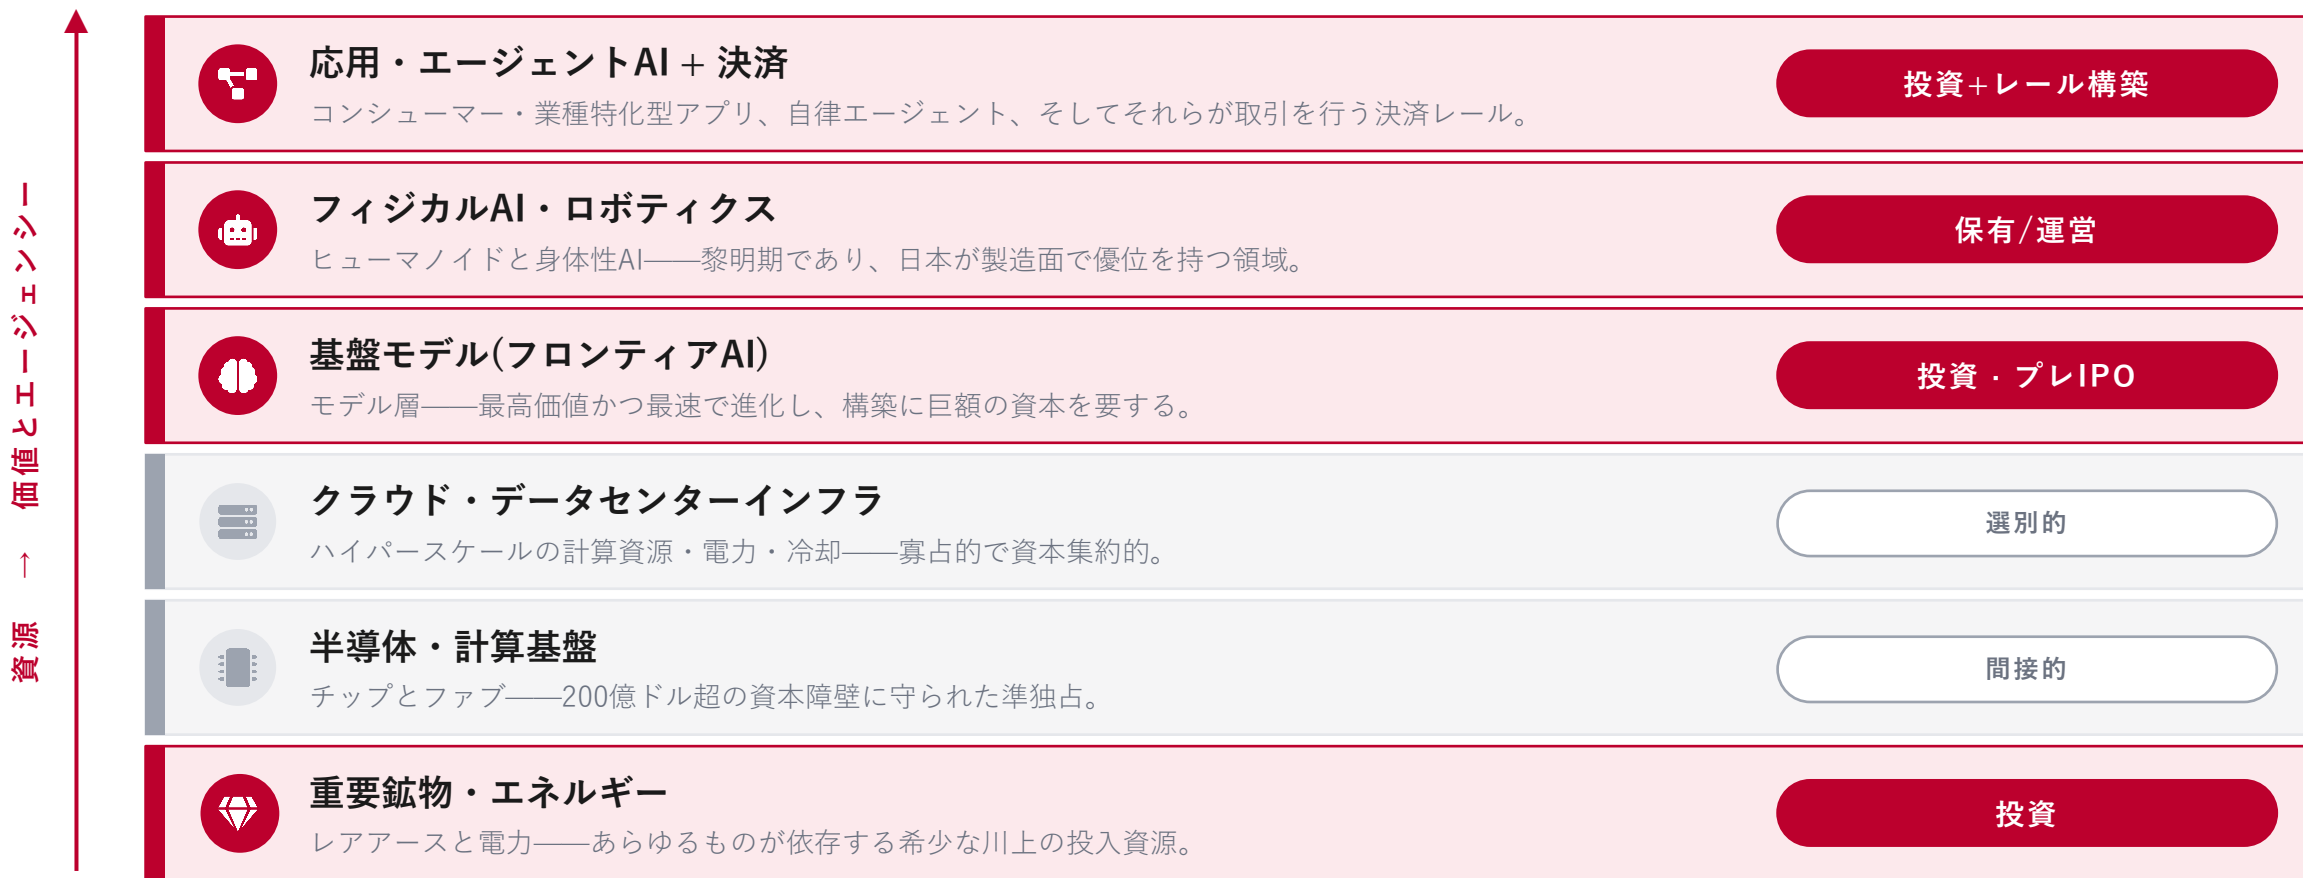 応用・エージェントAI + 決済
コンシューマー・業種特化型アプリ、自律エージェント、そしてそれらが取引を行う決済レール。
投資+レール構築
フィジカルAI・ロボティクス
ヒューマノイドと身体性AI——黎明期であり、日本が製造面で優位を持つ領域。
保有/運営
基盤モデル(フロンティアAI)
モデル層——最高価値かつ最速で進化し、構築に巨額の資本を要する。
投資・プレIPO
クラウド・データセンターインフラ
ハイパースケールの計算資源・電力・冷却——寡占的で資本集約的。
選別的
半導体・計算基盤
チップとファブ——200億ドル超の資本障壁に守られた準独占。
間接的
重要鉱物・エネルギー
レアアースと電力——あらゆるものが依存する希少な川上の投入資源。
投資
資源 → 価値とエージェンシー